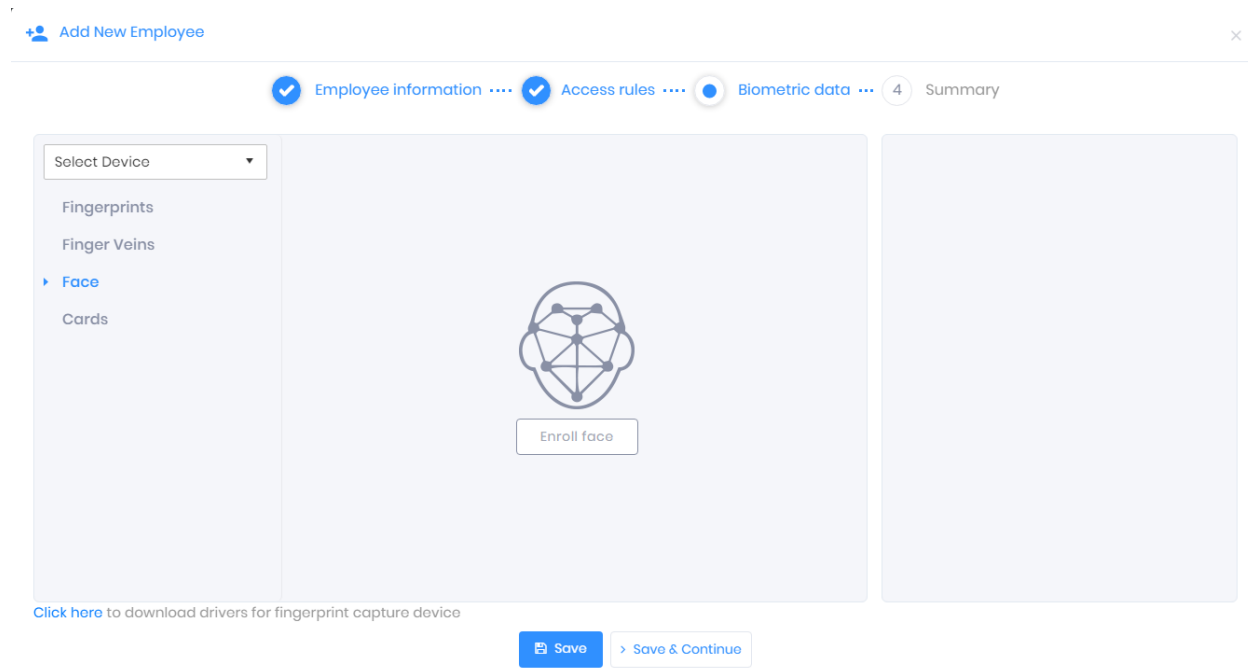 Add New Employee
Employee information
Access rules
Biometric data
4 Summary
Select Device
Fingerprints
Finger Veins
Face
Cards
Enroll face
Click here to download drivers for fingerprint capture device
Save
Save & Continue